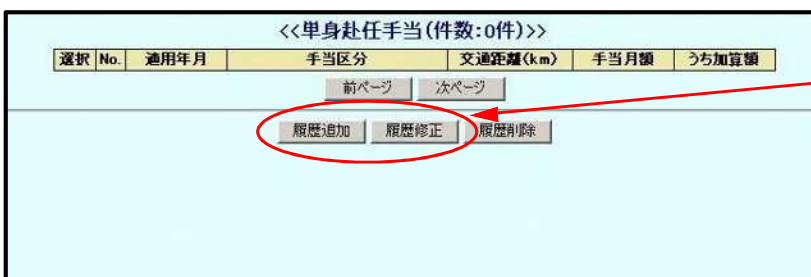 <<単身赴任手当(件数:0件)>>
選択 No. 適用年月 手当区分 交通距離(km) 手当月額 うち加算額
前ページ 次ページ
履歴追加 履歴修正 履歴削除